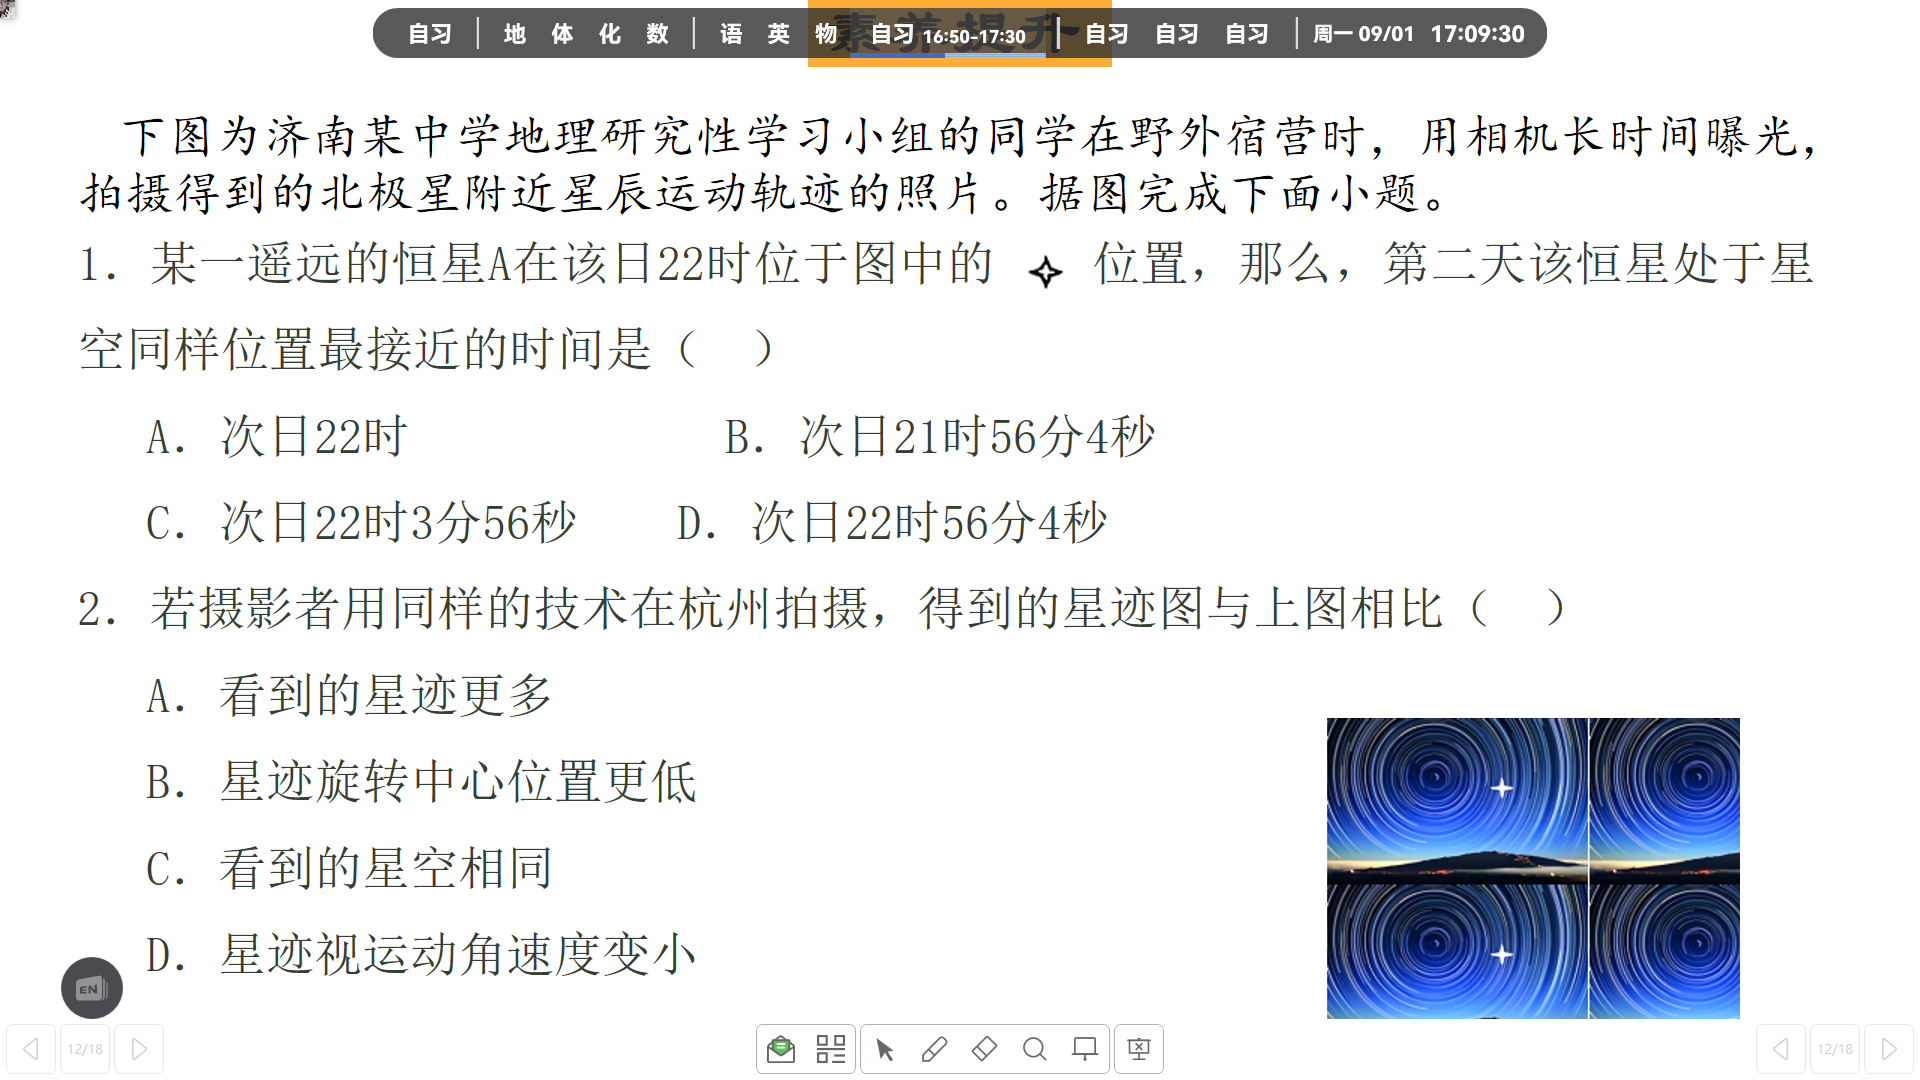 素养提升
自习 | 地 体 化 数 | 语 英 物 自习 16:50-17:30 | 自习 自习 自习 | 周一 09/01 17:09:30
下图为济南某中学地理研究性学习小组的同学在野外宿营时，用相机长时间曝光，
拍摄得到的北极星附近星辰运动轨迹的照片。据图完成下面小题。
1．某一遥远的恒星A在该日22时位于图中的 位置，那么，第二天该恒星处于星
空同样位置最接近的时间是（ ）
A．次日22时 B．次日21时56分4秒
C．次日22时3分56秒 D．次日22时56分4秒
2．若摄影者用同样的技术在杭州拍摄，得到的星迹图与上图相比（ ）
A．看到的星迹更多
B．星迹旋转中心位置更低
C．看到的星空相同
D．星迹视运动角速度变小
EN
12/18
12/18